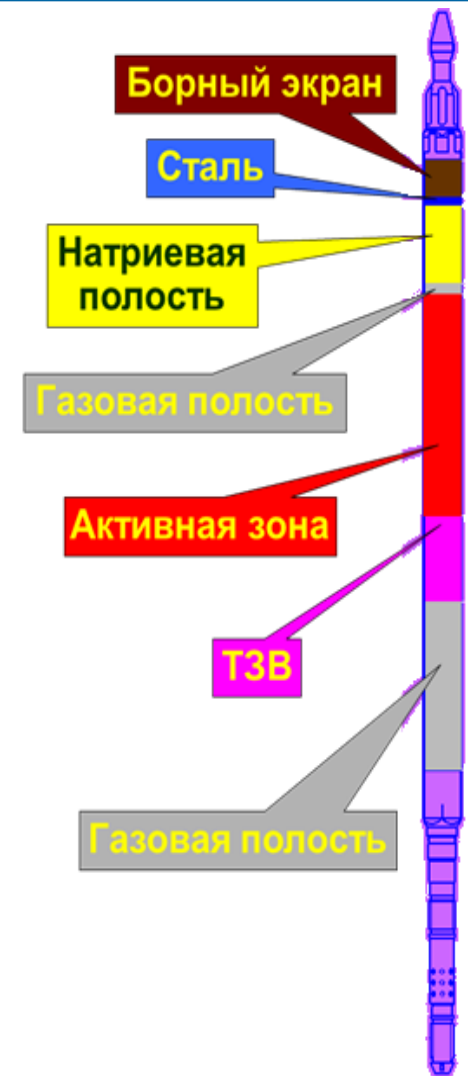 Борный экран
Сталь
Натриевая
полость
Газовая полость
Активная зона
ТЗВ
Газовая полость